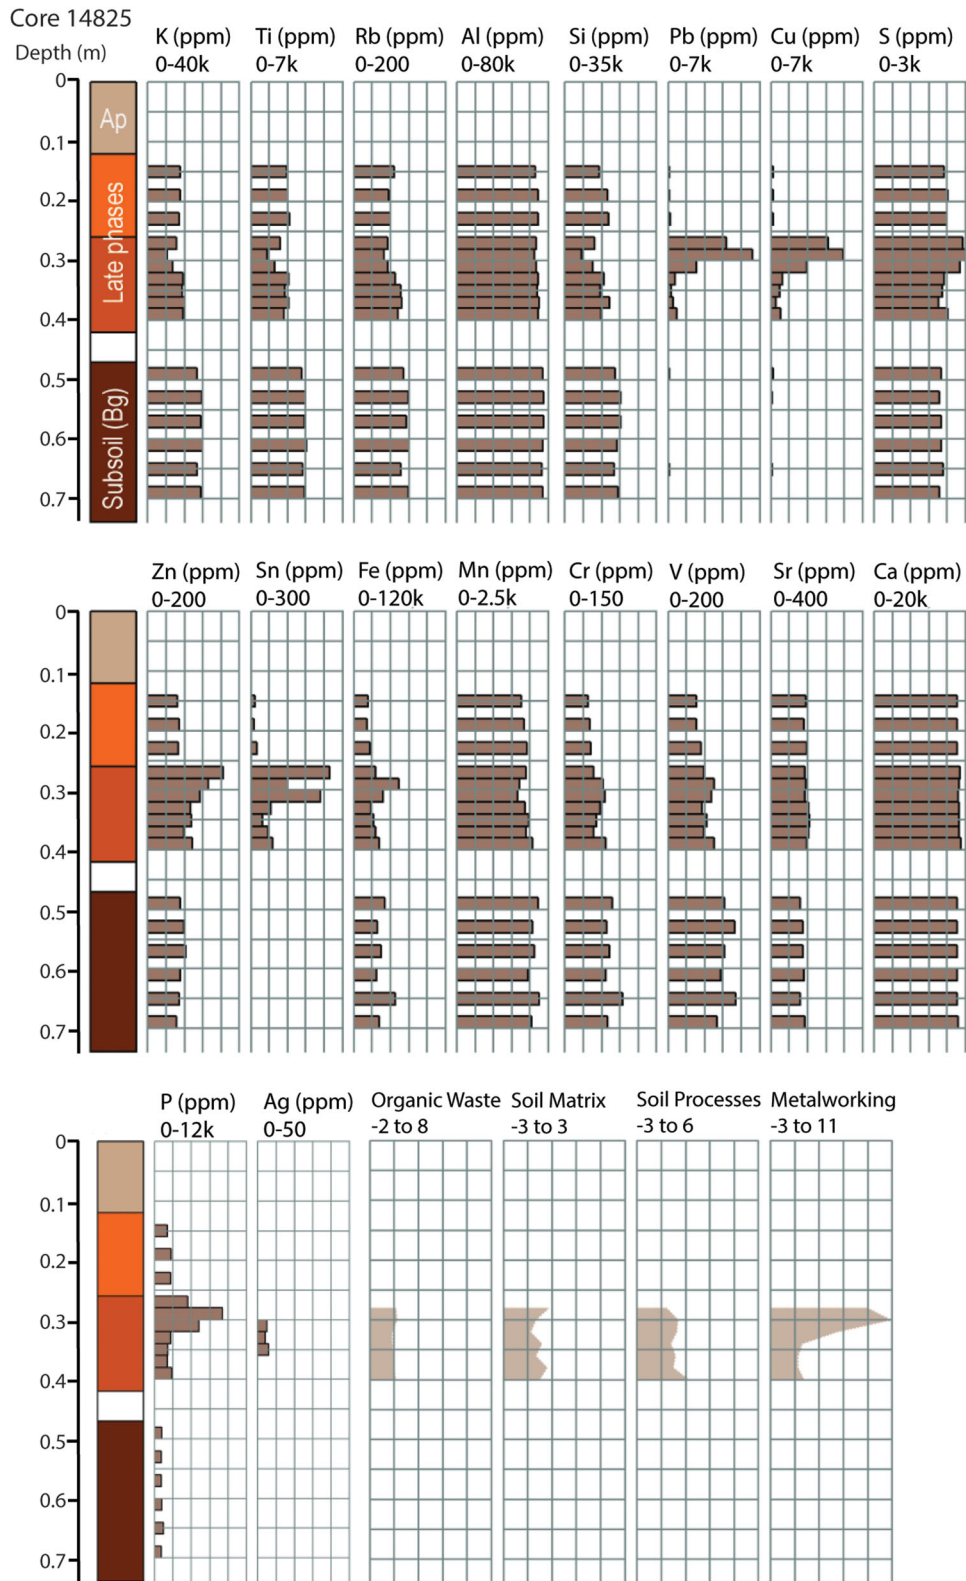 Core 14825
Depth (m)
K (ppm) Ti (ppm) Rb (ppm) Al (ppm) Si (ppm) Pb (ppm) Cu (ppm) S (ppm)
0-40k 0-7k 0-200 0-80k 0-35k 0-7k 0-7k 0-3k
0
Ap
0.1
0.2
Late phases
0.3
0.4
0.5
Subsoil (Bg)
0.6
0.7
Zn (ppm) Sn (ppm) Fe (ppm) Mn (ppm) Cr (ppm) V (ppm) Sr (ppm) Ca (ppm)
0-200 0-300 0-120k 0-2.5k 0-150 0-200 0-400 0-20k
0
0.1
0.2
0.3
0.4
0.5
0.6
0.7
P (ppm) Ag (ppm) Organic Waste Soil Matrix Soil Processes Metalworking
0-12k 0-50 -2 to 8 -3 to 3 -3 to 6 -3 to 11
0
0.1
0.2
0.3
0.4
0.5
0.6
0.7